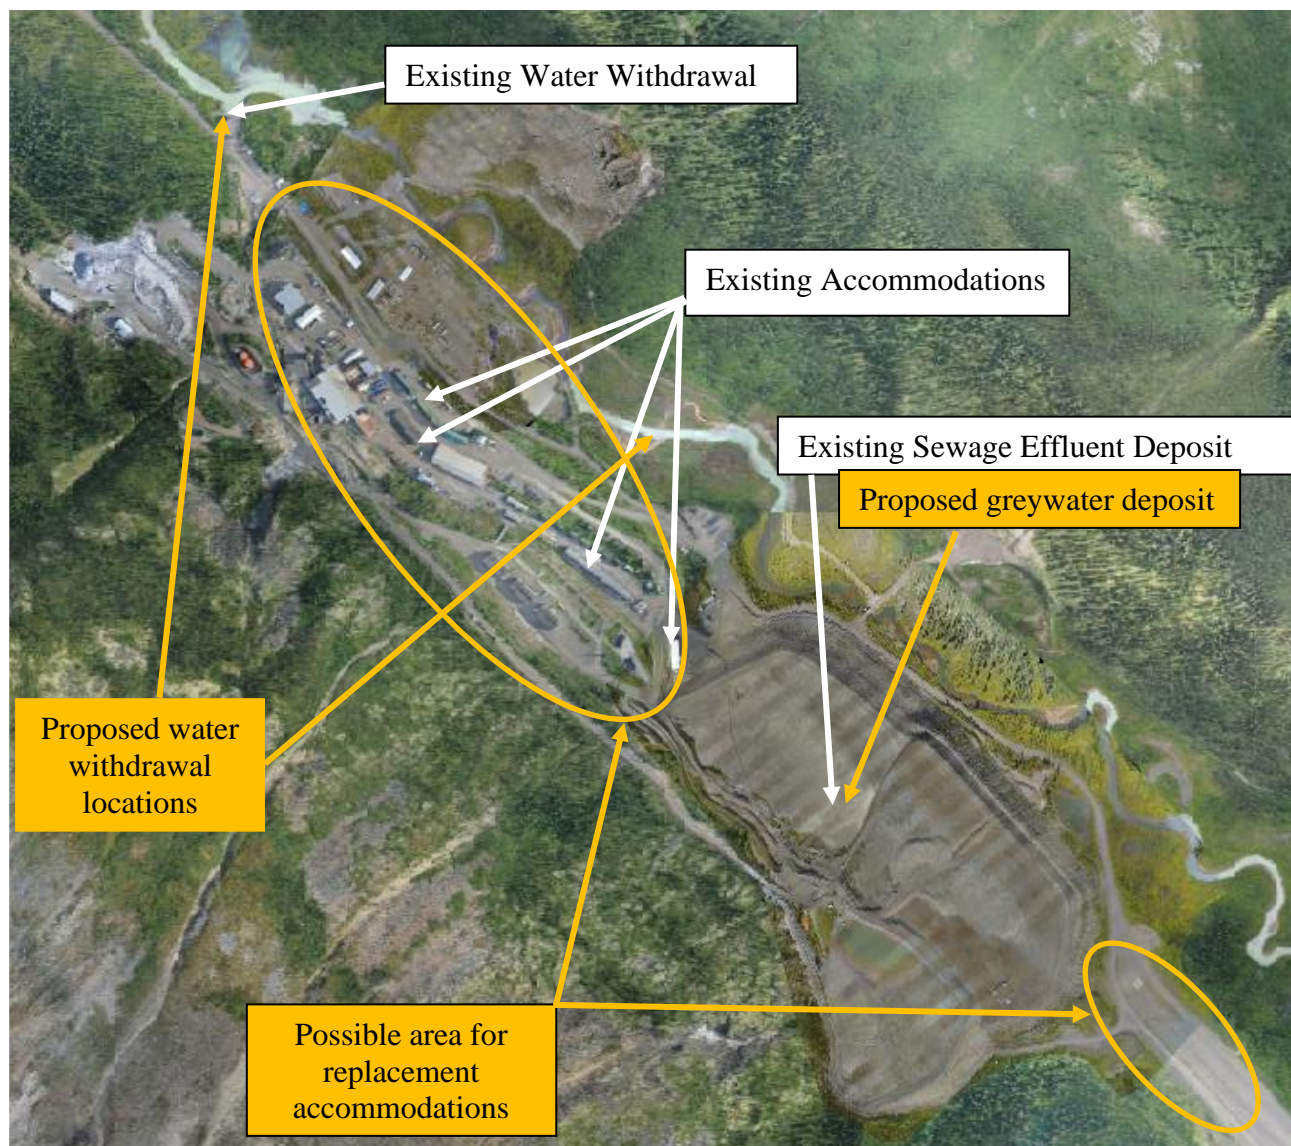 Existing Water Withdrawal
Existing Accommodations
Existing Sewage Effluent Deposit
Proposed greywater deposit
Proposed water
withdrawal
locations
Possible area for
replacement
accommodations